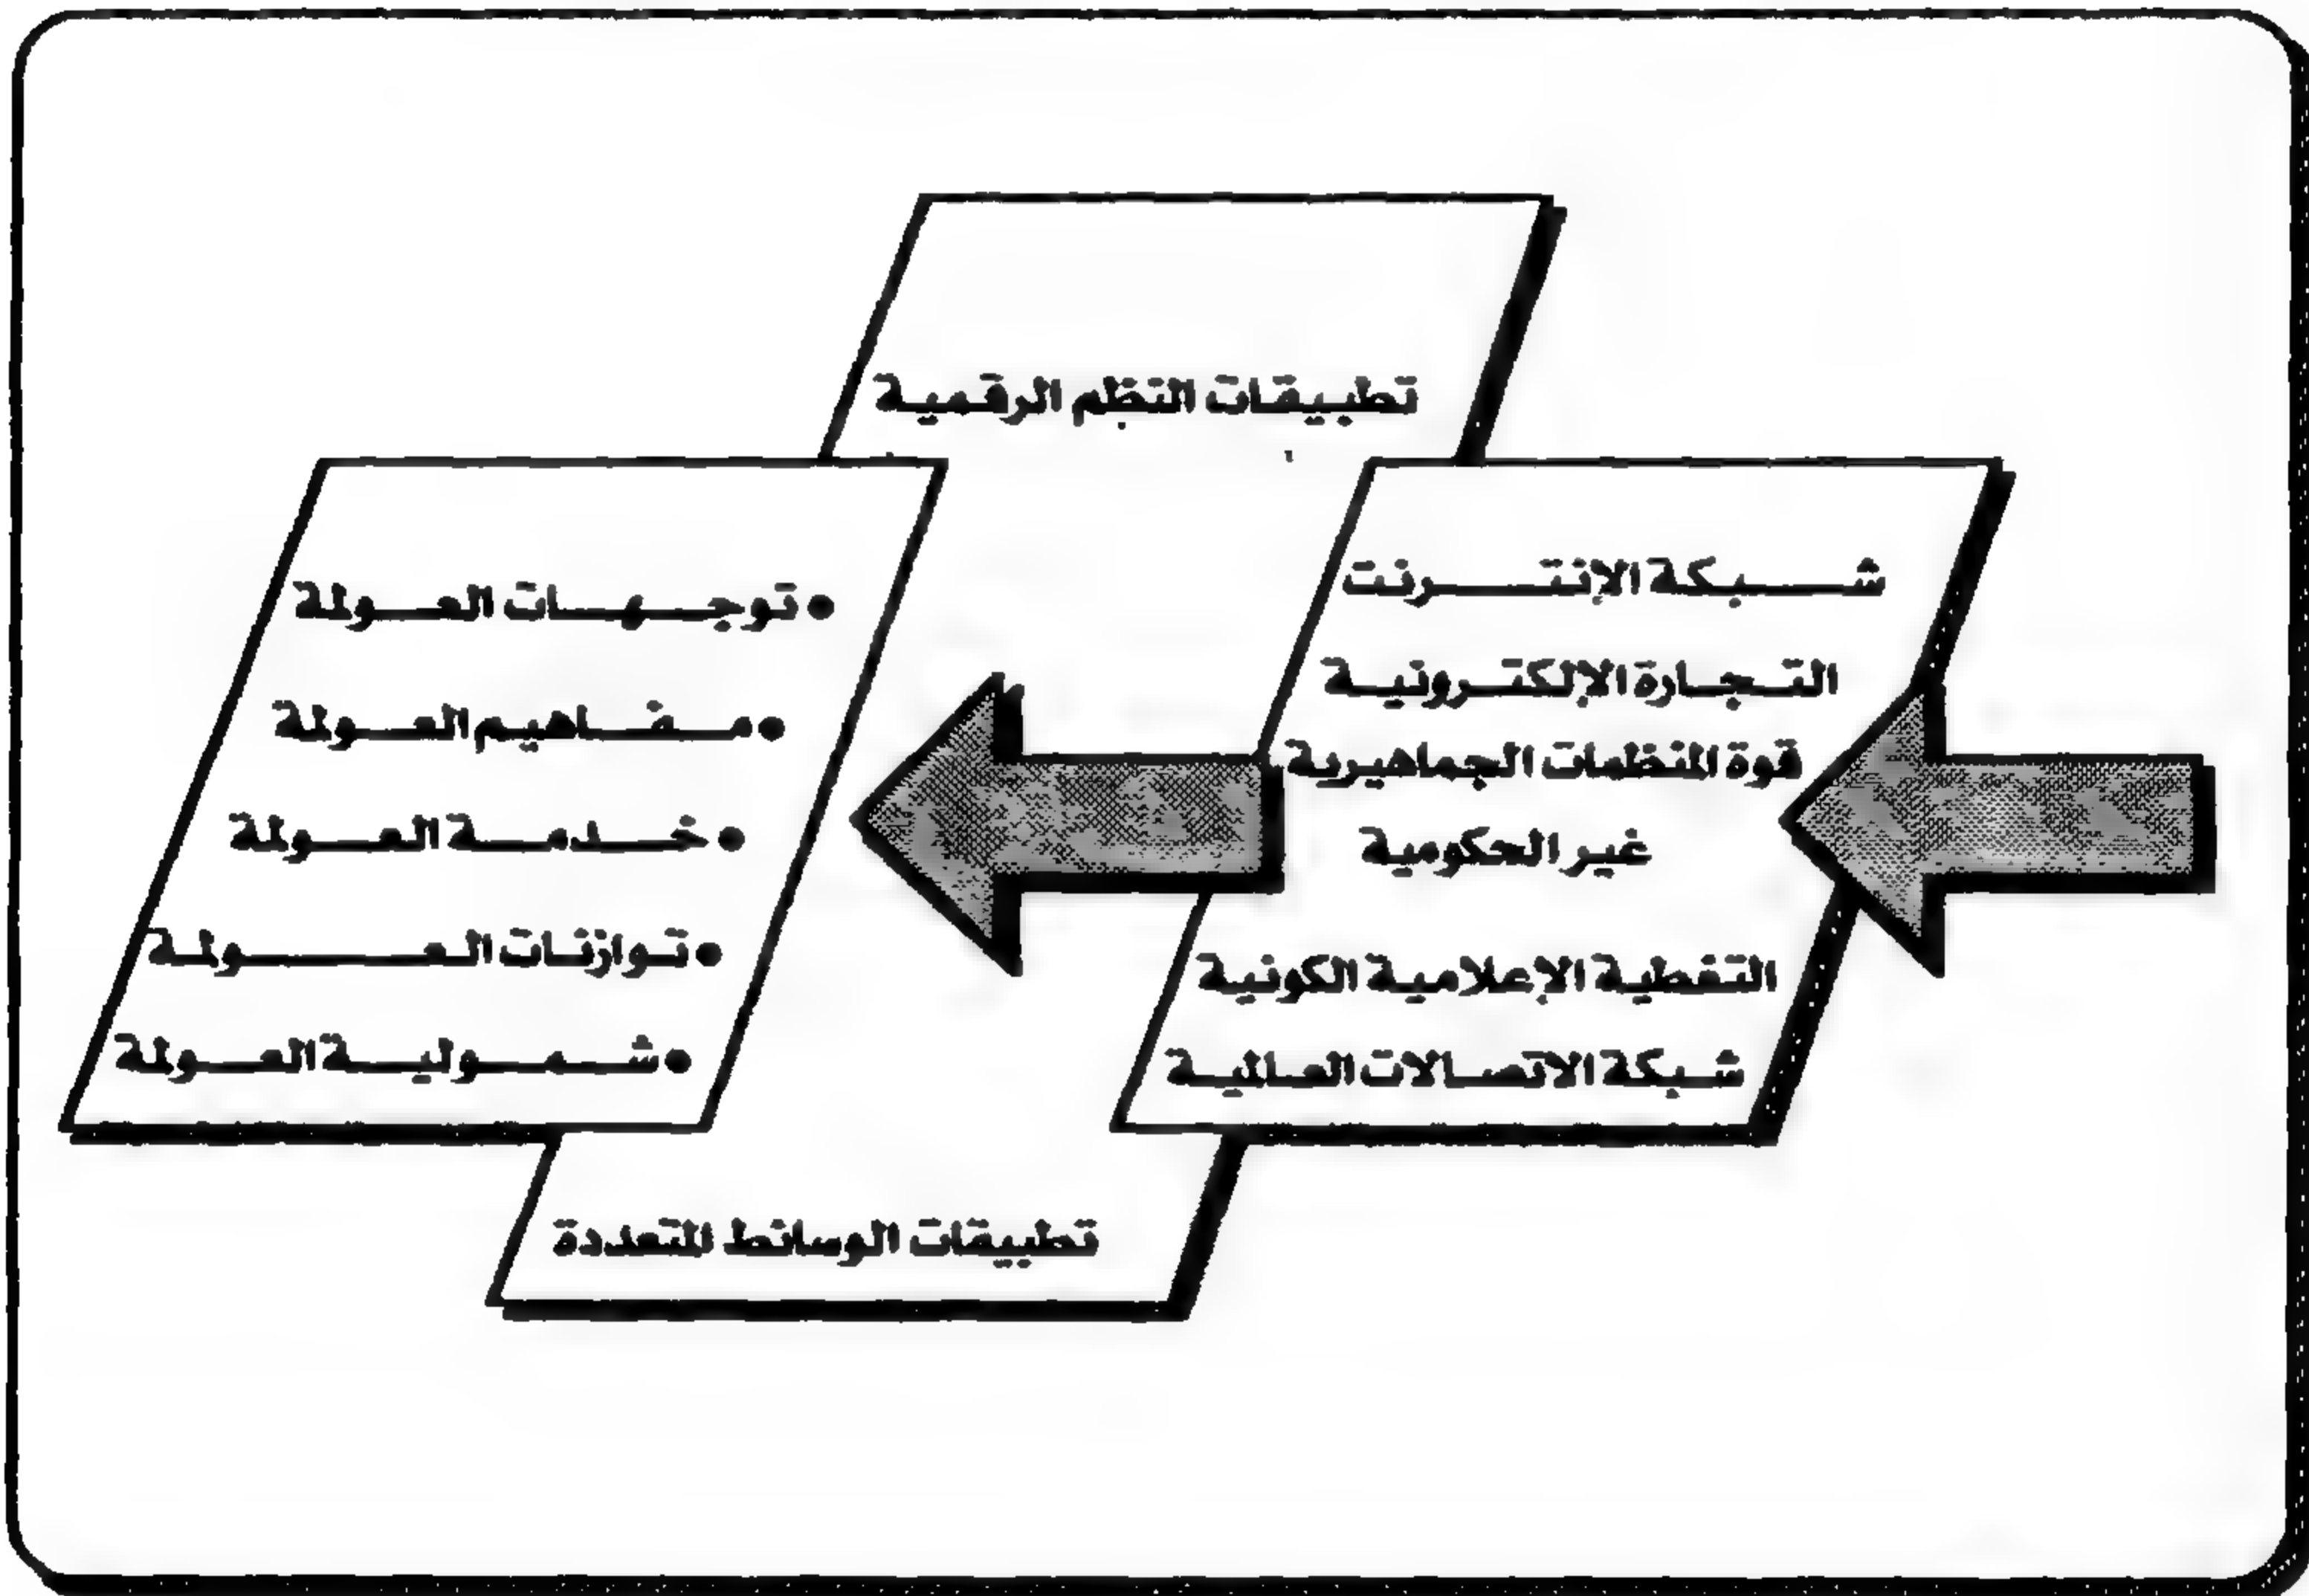 تطبيقات النظم الرقمية
شبكة الإنترنت
التجارة الإلكترونية
قوة المنظمات الجماهيرية
غير الحكومية
التغطية الإعلامية الكونية
شبكة الاتصالات العالمية
• توجهات العولمة
• مفاهيم العولمة
• خدمة العولمة
• توازنات العولمة
• شمولية العولمة
تطبيقات الوسائط المتعددة